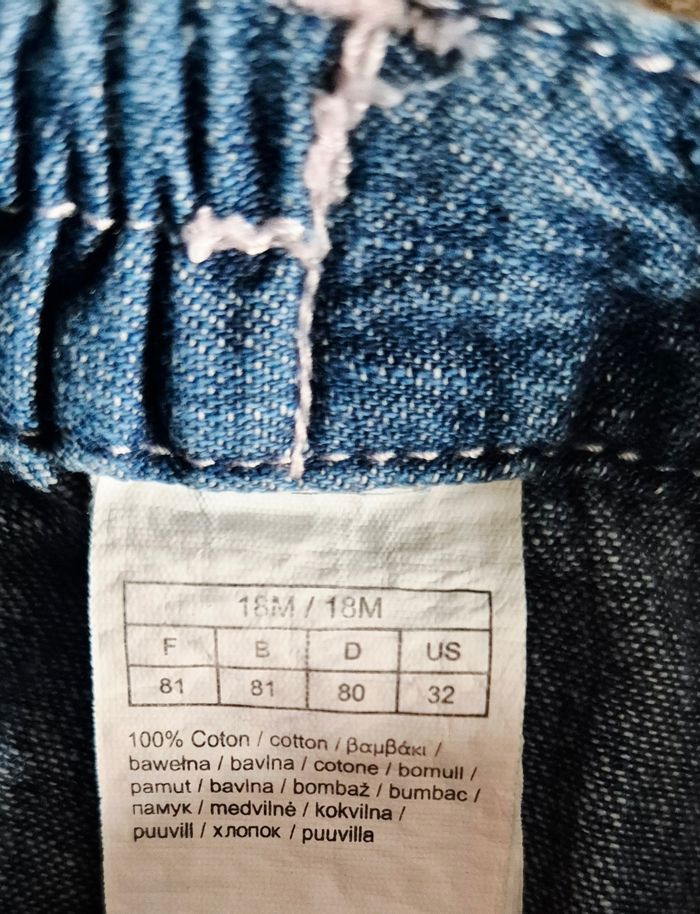 18M / 18M
F B D US
81 81 80 32
100% Coton / cotton / βαμβάκι /
bawełna / bavlna / cotone / bomull /
pamut / bavlna / bombaž / bumbac /
памук / medvilnė / kokvilna /
puuvill / хлопок / puuvilla